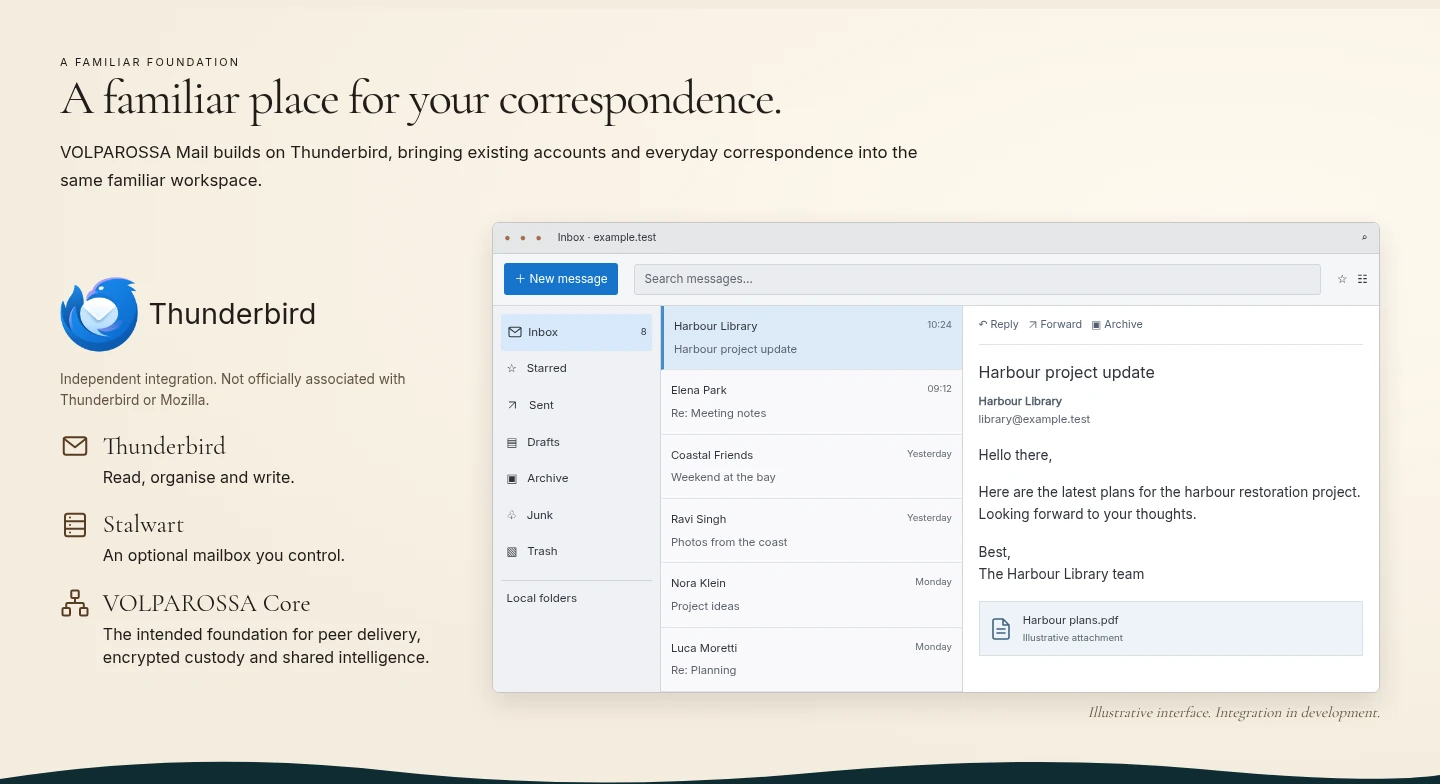 A FAMILIAR FOUNDATION
A familiar place for your correspondence.
VOLPAROSSA Mail builds on Thunderbird, bringing existing accounts and everyday correspondence into the
same familiar workspace.
Thunderbird
Independent integration. Not officially associated with
Thunderbird or Mozilla.
Thunderbird
Read, organise and write.
Stalwart
An optional mailbox you control.
VOLPAROSSA Core
The intended foundation for peer delivery,
encrypted custody and shared intelligence.
Inbox · example.test
+ New message
Search messages...
Inbox 8
Starred
Sent
Drafts
Archive
Junk
Trash
Local folders
Harbour Library 10:24
Harbour project update
Elena Park 09:12
Re: Meeting notes
Coastal Friends Yesterday
Weekend at the bay
Ravi Singh Yesterday
Photos from the coast
Nora Klein Monday
Project ideas
Luca Moretti Monday
Re: Planning
Reply Forward Archive
Harbour project update
Harbour Library
library@example.test
Hello there,
Here are the latest plans for the harbour restoration project.
Looking forward to your thoughts.
Best,
The Harbour Library team
Harbour plans.pdf
Illustrative attachment
Illustrative interface. Integration in development.